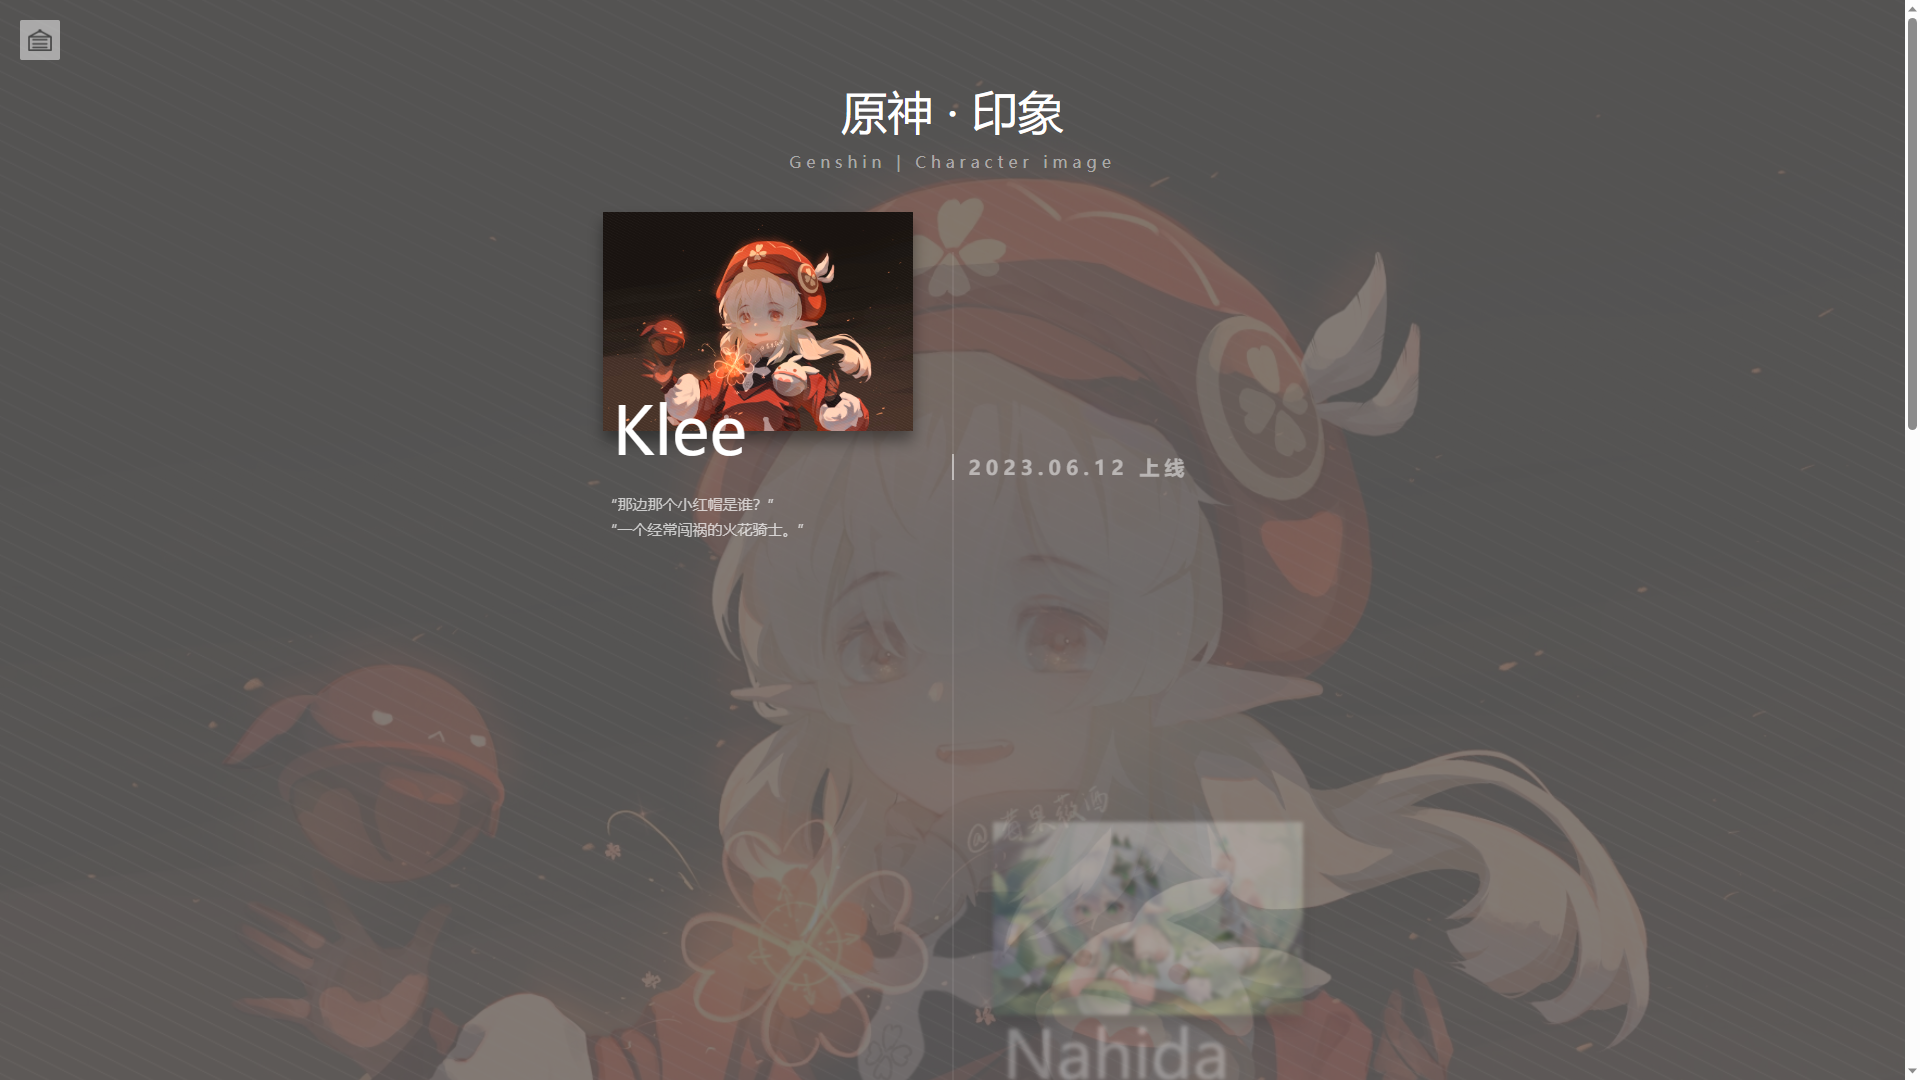 原神 · 印象
Genshin | Character image
Klee
2023.06.12 上线
“那边那个小红帽是谁？”
“一个经常闯祸的火花骑士。”
Nahida